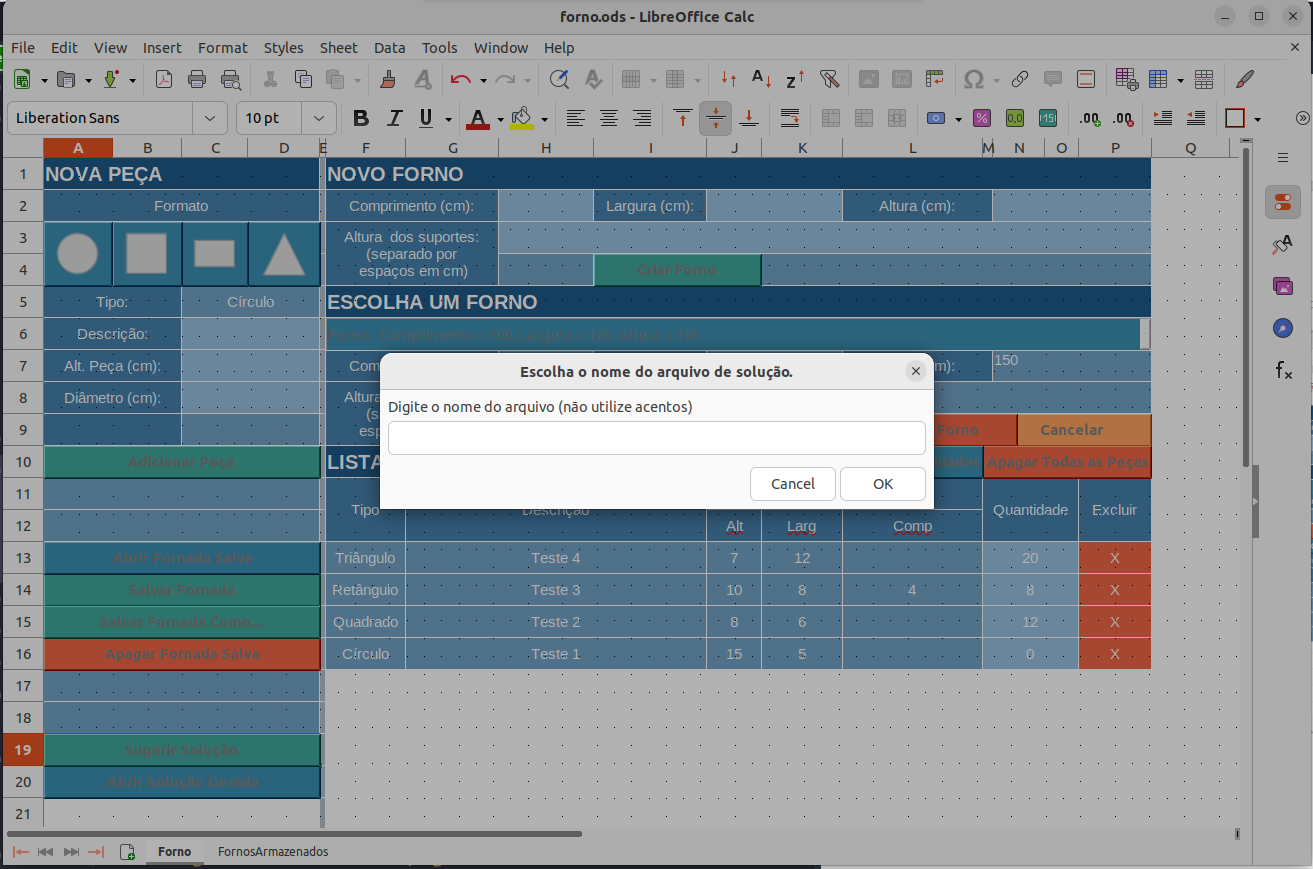 forno.ods - LibreOffice Calc
File Edit View Insert Format Styles Sheet Data Tools Window Help
Liberation Sans 10 pt
A B C D E F G H I J K L M N O P Q
1 NOVA PEÇA NOVO FORNO
2 Formato Comprimento (cm): Largura (cm): Altura (cm):
3 Altura dos suportes:
(separado por
4 espaços em cm) Criar Forno
5 Tipo: Círculo ESCOLHA UM FORNO
6 Descrição: Forno: Comprimento = 100, Largura = 120, Altura = 150
7 Alt. Peça (cm): Com m): 150
8 Diâmetro (cm): Altura
(s
9 esp Forno Cancelar
10 Adicionar Peça LISTA dades Apagar Todas as Peças
Escolha o nome do arquivo de solução.
Digite o nome do arquivo (não utilize acentos)
Cancel OK
11 Tipo Descrição Quantidade Excluir
12 Alt Larg Comp
13 Abrir Fornada Salva Triângulo Teste 4 7 12 20 X
14 Salvar Fornada Retângulo Teste 3 10 8 4 8 X
15 Salvar Fornada Como... Quadrado Teste 2 8 6 12 X
16 Apagar Fornada Salva Círculo Teste 1 15 5 0 X
17
18
19 Sugerir Solução
20 Abrir Solução Gerada
21
Forno FornosArmazenados